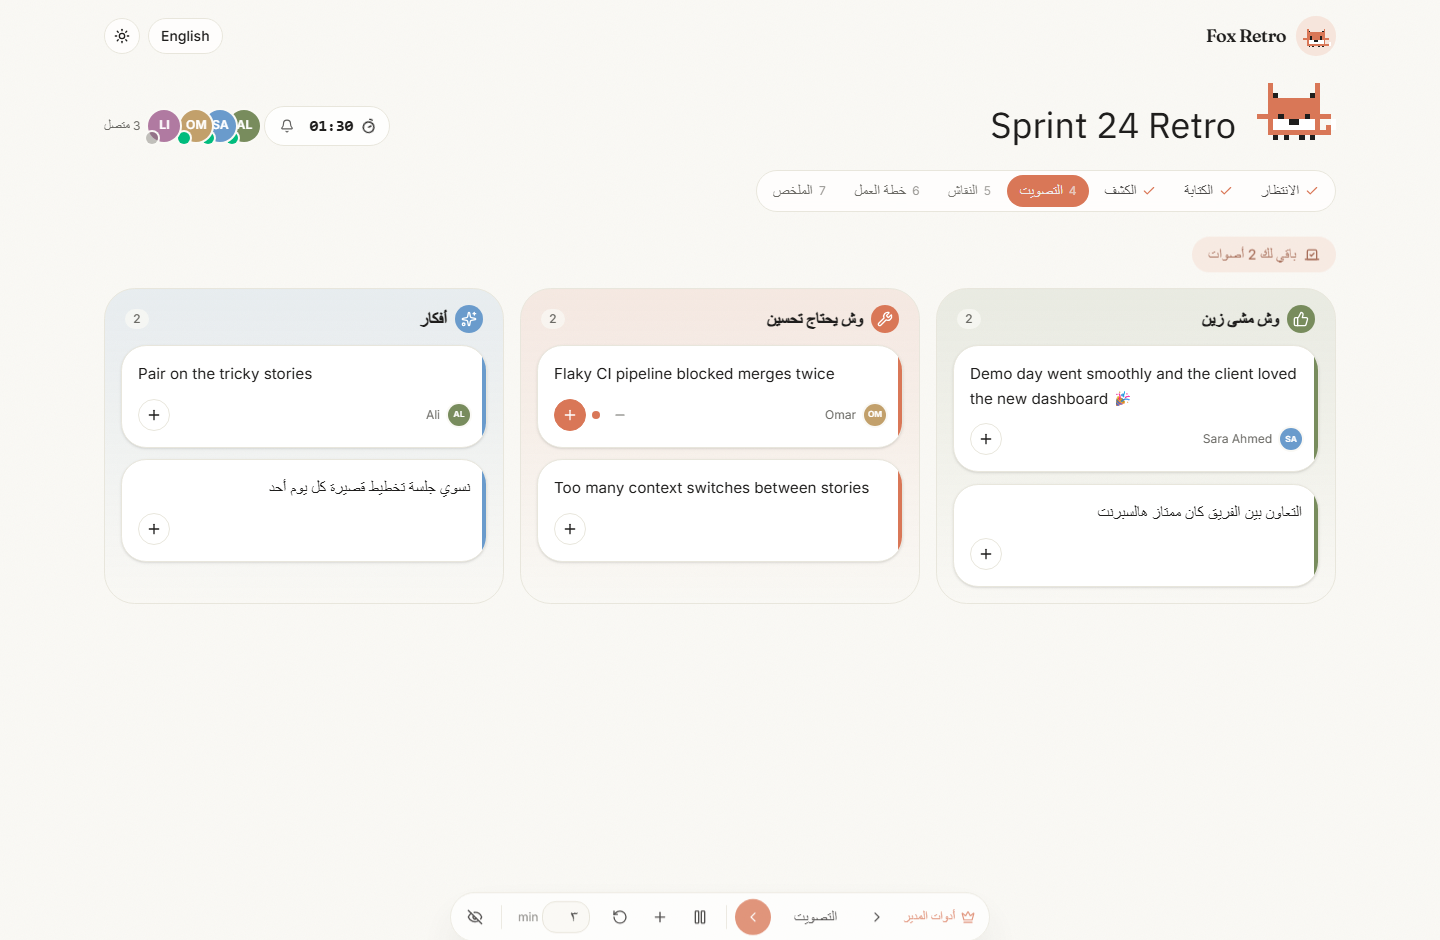 Fox Retro
English
Sprint 24 Retro
01:30
AL
SA
OM
LI
3 متصل
الانتظار
الكتابة
الكشف
4 التصويت
5 النقاش
6 خطة العمل
7 الملخص
باقي لك 2 أصوات
وش مشى زين
2
Demo day went smoothly and the client loved
the new dashboard 🎉
SA Sara Ahmed
التعاون بين الفريق كان ممتاز هالسبرنت
وش يحتاج تحسين
2
Flaky CI pipeline blocked merges twice
OM Omar
Too many context switches between stories
أفكار
2
Pair on the tricky stories
AL Ali
نسوي جلسة تخطيط قصيرة كل يوم أحد
أدوات المدير
التصويت
٣
min